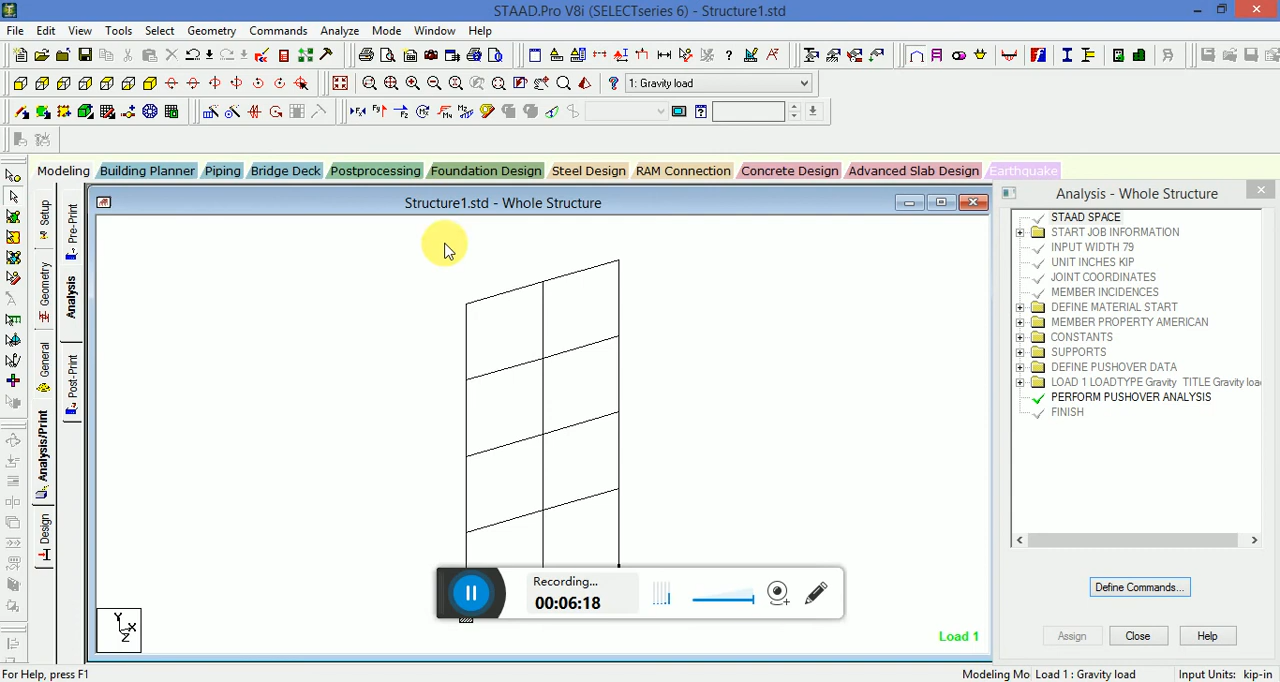 STAAD.Pro V8i (SELECTseries 6) - Structure1.std
File Edit View Tools Select Geometry Commands Analyze Mode Window Help
1: Gravity load
Modeling Building Planner Piping Bridge Deck Postprocessing Foundation Design Steel Design RAM Connection Concrete Design Advanced Slab Design Earthquake
Setup
Geometry
General
Analysis/Print
Design
Pre-Print
Analysis
Post-Print
Structure1.std - Whole Structure
Load 1
Recording...
00:06:18
Y
X
Z
Analysis - Whole Structure
STAAD SPACE
START JOB INFORMATION
INPUT WIDTH 79
UNIT INCHES KIP
JOINT COORDINATES
MEMBER INCIDENCES
DEFINE MATERIAL START
MEMBER PROPERTY AMERICAN
CONSTANTS
SUPPORTS
DEFINE PUSHOVER DATA
LOAD 1 LOADTYPE Gravity TITLE Gravity loa
PERFORM PUSHOVER ANALYSIS
FINISH
Define Commands...
Assign Close Help
For Help, press F1
Modeling Mo Load 1 : Gravity load Input Units: kip-in